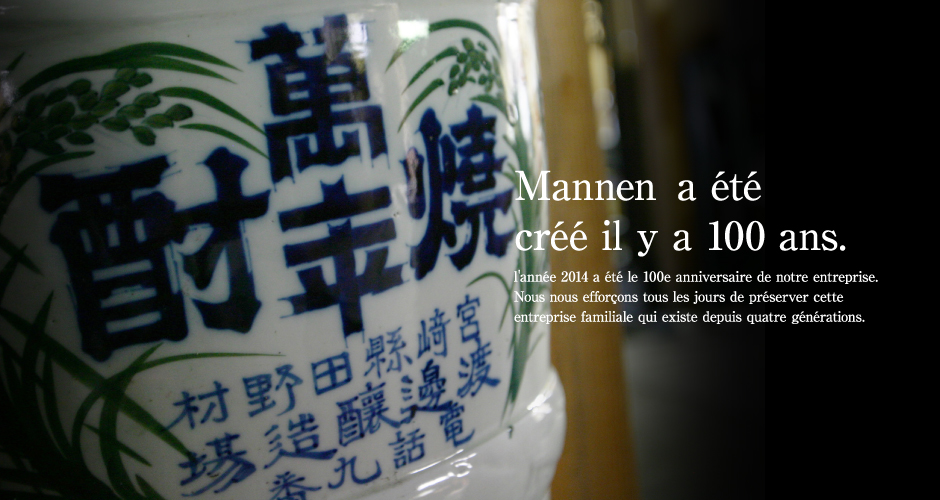 萬年
燒酎
宮崎縣田野村
渡邊釀造場
電話九番
Mannen a été
créé il y a 100 ans.
l'année 2014 a été le 100e anniversaire de notre entreprise.
Nous nous efforçons tous les jours de préserver cette
entreprise familiale qui existe depuis quatre générations.